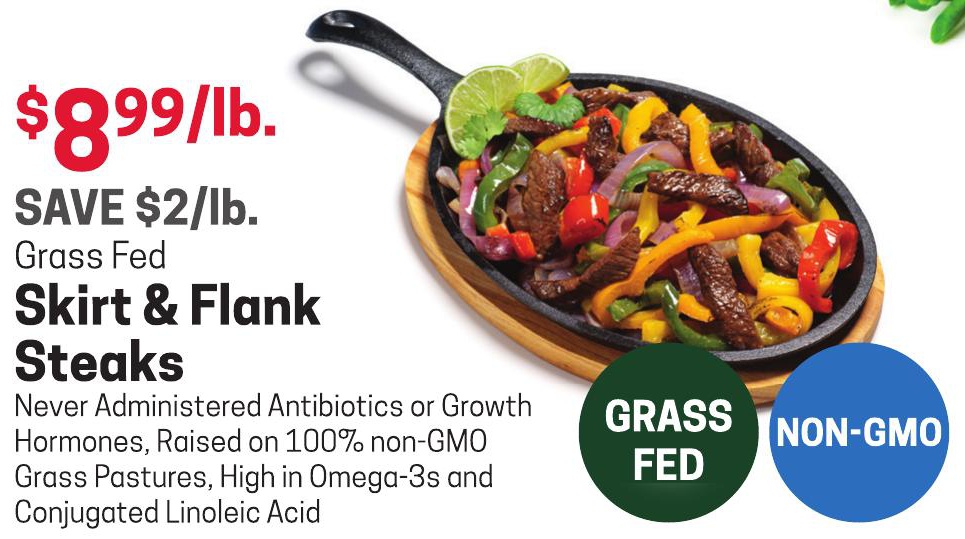 $8.99/lb.
SAVE $2/lb.
Grass Fed
Skirt & Flank
Steaks
Never Administered Antibiotics or Growth
Hormones, Raised on 100% non-GMO
Grass Pastures, High in Omega-3s and
Conjugated Linoleic Acid
GRASS
FED
NON-GMO